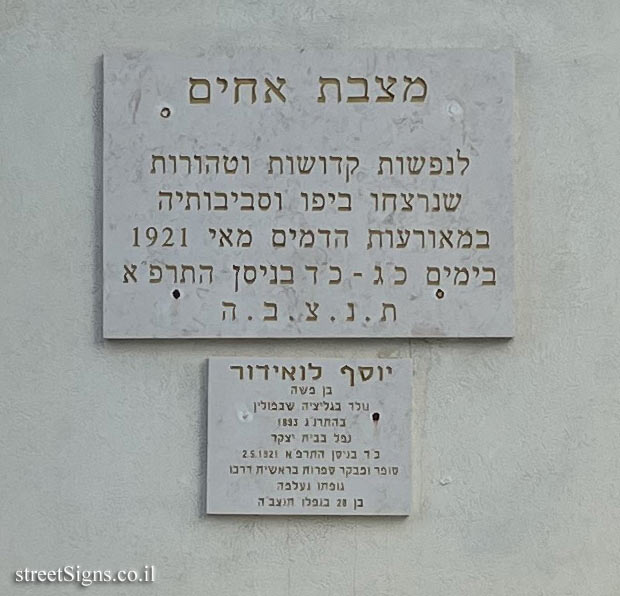 מצבת אחים
לנפשות קדושות וטהורות
שנרצחו ביפו וסביבותיה
במאורעות הדמים מאי 1921
בימים כ״ג - כ״ד בניסן התרפ״א
ת.נ.צ.ב.ה
יוסף לואידור
בן משה
נולד בגליציה שבפולין
בהתרנ״ג 1893
נפל בבית יצקר
כ״ד בניסן התרפ״א 2.5.1921
סופר ומבקר ספרות בראשית דרכו
גופתו נעלמה
בן 28 בנפלו תנצב״ה
streetSigns.co.il